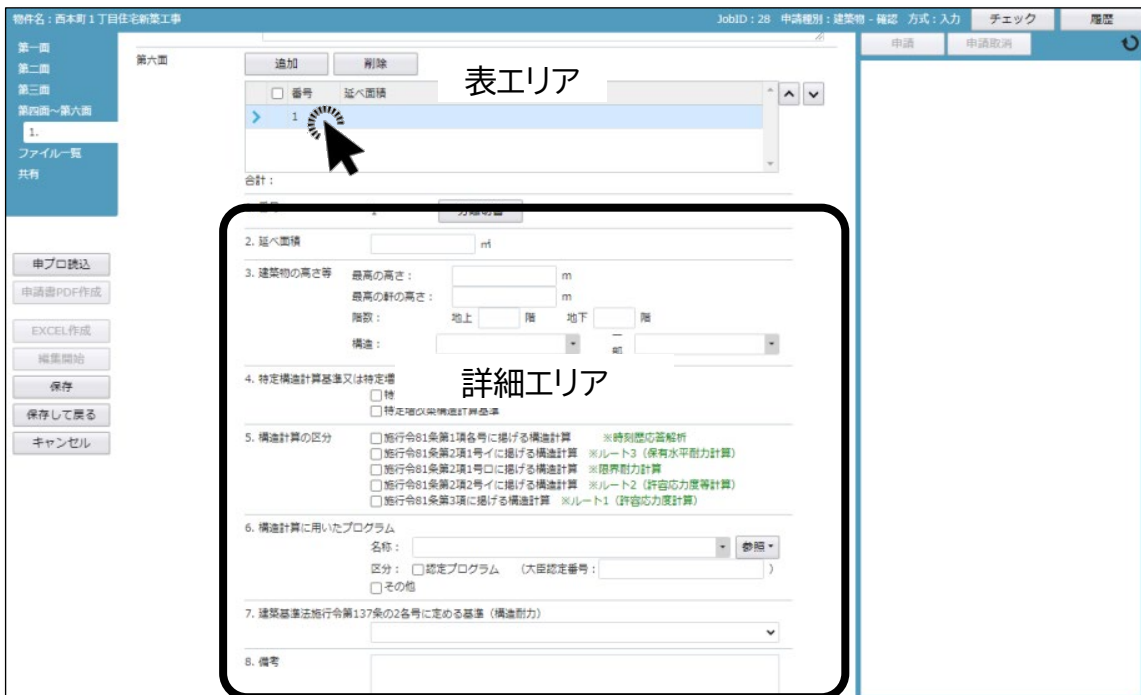 物件名：西本町１丁目住宅新築工事
JobID：28 申請種別：建築物 - 確認 方式：入力 チェック 履歴
申請 申請取消
第一面
第二面
第三面
第四面～第六面
1.
ファイル一覧
共有
申プロ読込
申請書PDF作成
EXCEL作成
編集開始
保存
保存して戻る
キャンセル
第六面
追加 削除
表エリア
番号 延べ面積
1
合計：
2. 延べ面積 ㎡
3. 建築物の高さ等 最高の高さ： m
最高の軒の高さ： m
階数： 地上 階 地下 階
構造：
4. 特定構造計算基準又は特定増
詳細エリア
特
特定増改築構造計算基準
5. 構造計算の区分 施行令81条第1項各号に掲げる構造計算 ※時刻歴応答解析
施行令81条第2項1号イに掲げる構造計算 ※ルート3（保有水平耐力計算）
施行令81条第2項1号ロに掲げる構造計算 ※限界耐力計算
施行令81条第2項2号イに掲げる構造計算 ※ルート2（許容応力度等計算）
施行令81条第3項に掲げる構造計算 ※ルート1（許容応力度計算）
6. 構造計算に用いたプログラム
名称： 参照
区分： 認定プログラム （大臣認定番号： ）
その他
7. 建築基準法施行令第137条の2各号に定める基準（構造耐力）
8. 備考